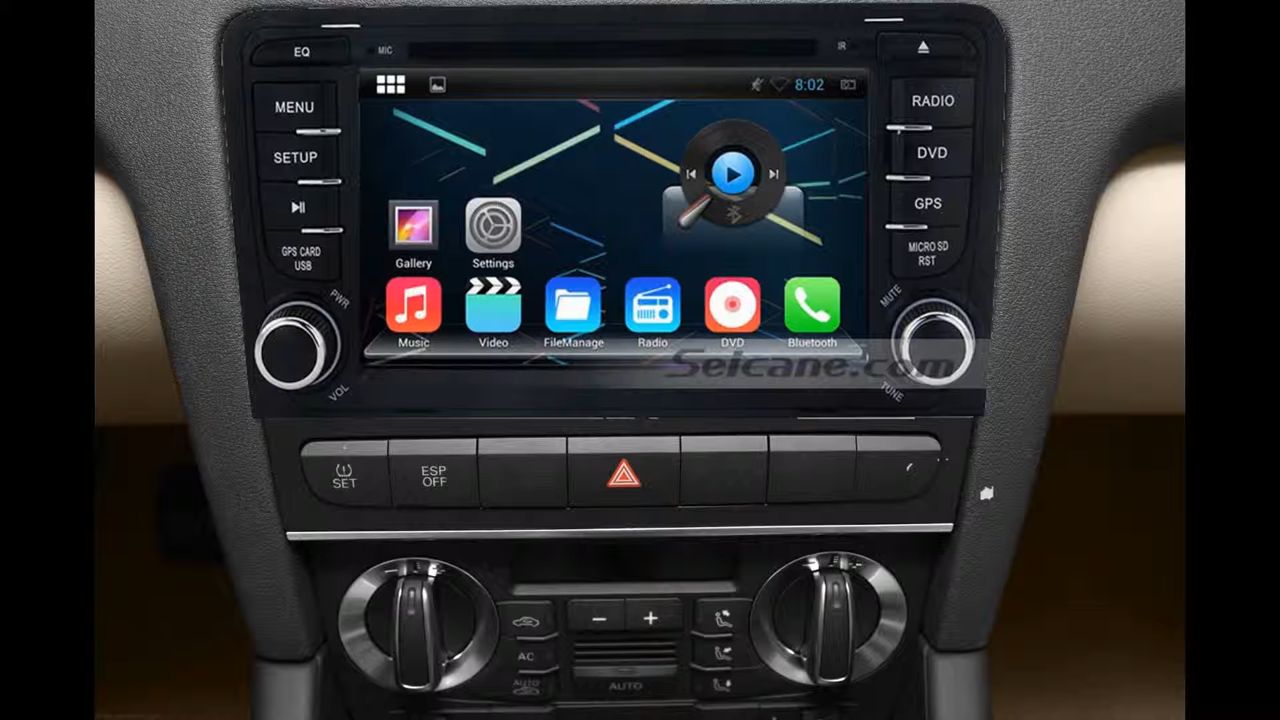 EQ
MIC
IR
MENU
SETUP
GPS CARD
USB
PWR
VOL
8:02
RADIO
DVD
GPS
MICRO SD
RST
MUTE
TUNE
Gallery
Settings
Music
Video
FileManage
Radio
DVD
Bluetooth
Seicane.com
SET
ESP
OFF
AC
AUTO
AUTO